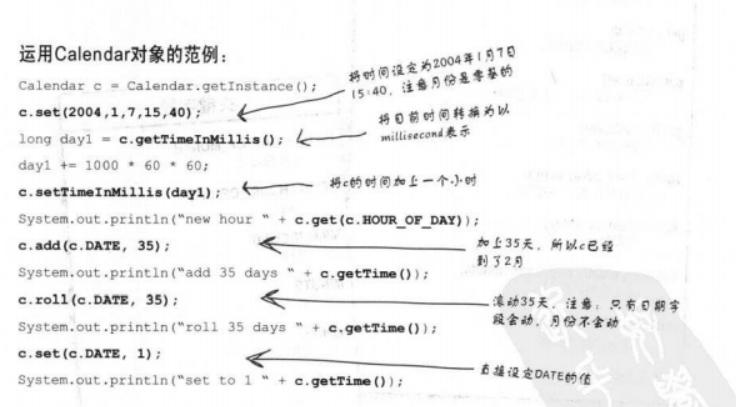 运用Calendar对象的范例：
Calendar c = Calendar.getInstance();
将时间设定为2004年1月7日
15:40，注意月份是零基的
c.set(2004,1,7,15,40);
long day1 = c.getTimeInMillis();
将目前时间转换为以
millisecond表示
day1 += 1000 * 60 * 60;
c.setTimeInMillis(day1);
将c的时间加上一个小时
System.out.println("new hour " + c.get(c.HOUR_OF_DAY));
c.add(c.DATE, 35);
加上35天，所以c已经
到了2月
System.out.println("add 35 days " + c.getTime());
c.roll(c.DATE, 35);
滚动35天，注意：只有日期字
段会动，月份不会动
System.out.println("roll 35 days " + c.getTime());
c.set(c.DATE, 1);
直接设定DATE的值
System.out.println("set to 1 " + c.getTime());